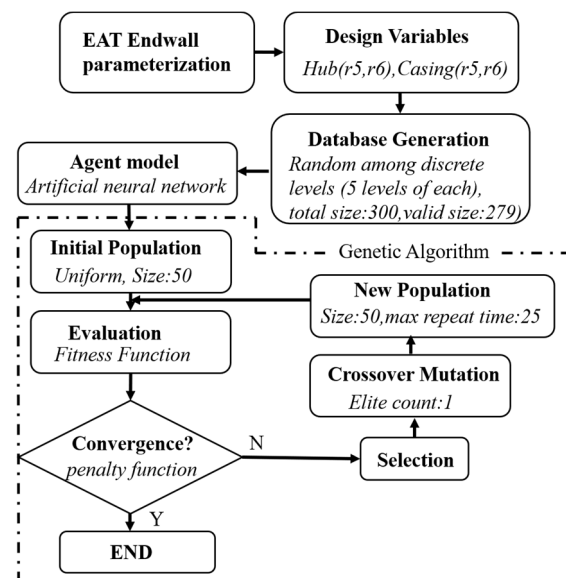 EAT Endwall
parameterization
Design Variables
Hub(r5,r6),Casing(r5,r6)
Database Generation
Random among discrete
levels (5 levels of each),
total size:300,valid size:279)
Agent model
Artificial neural network
Genetic Algorithm
Initial Population
Uniform, Size:50
New Population
Size:50,max repeat time:25
Evaluation
Fitness Function
Crossover Mutation
Elite count:1
Convergence?
penalty function
N
Selection
Y
END